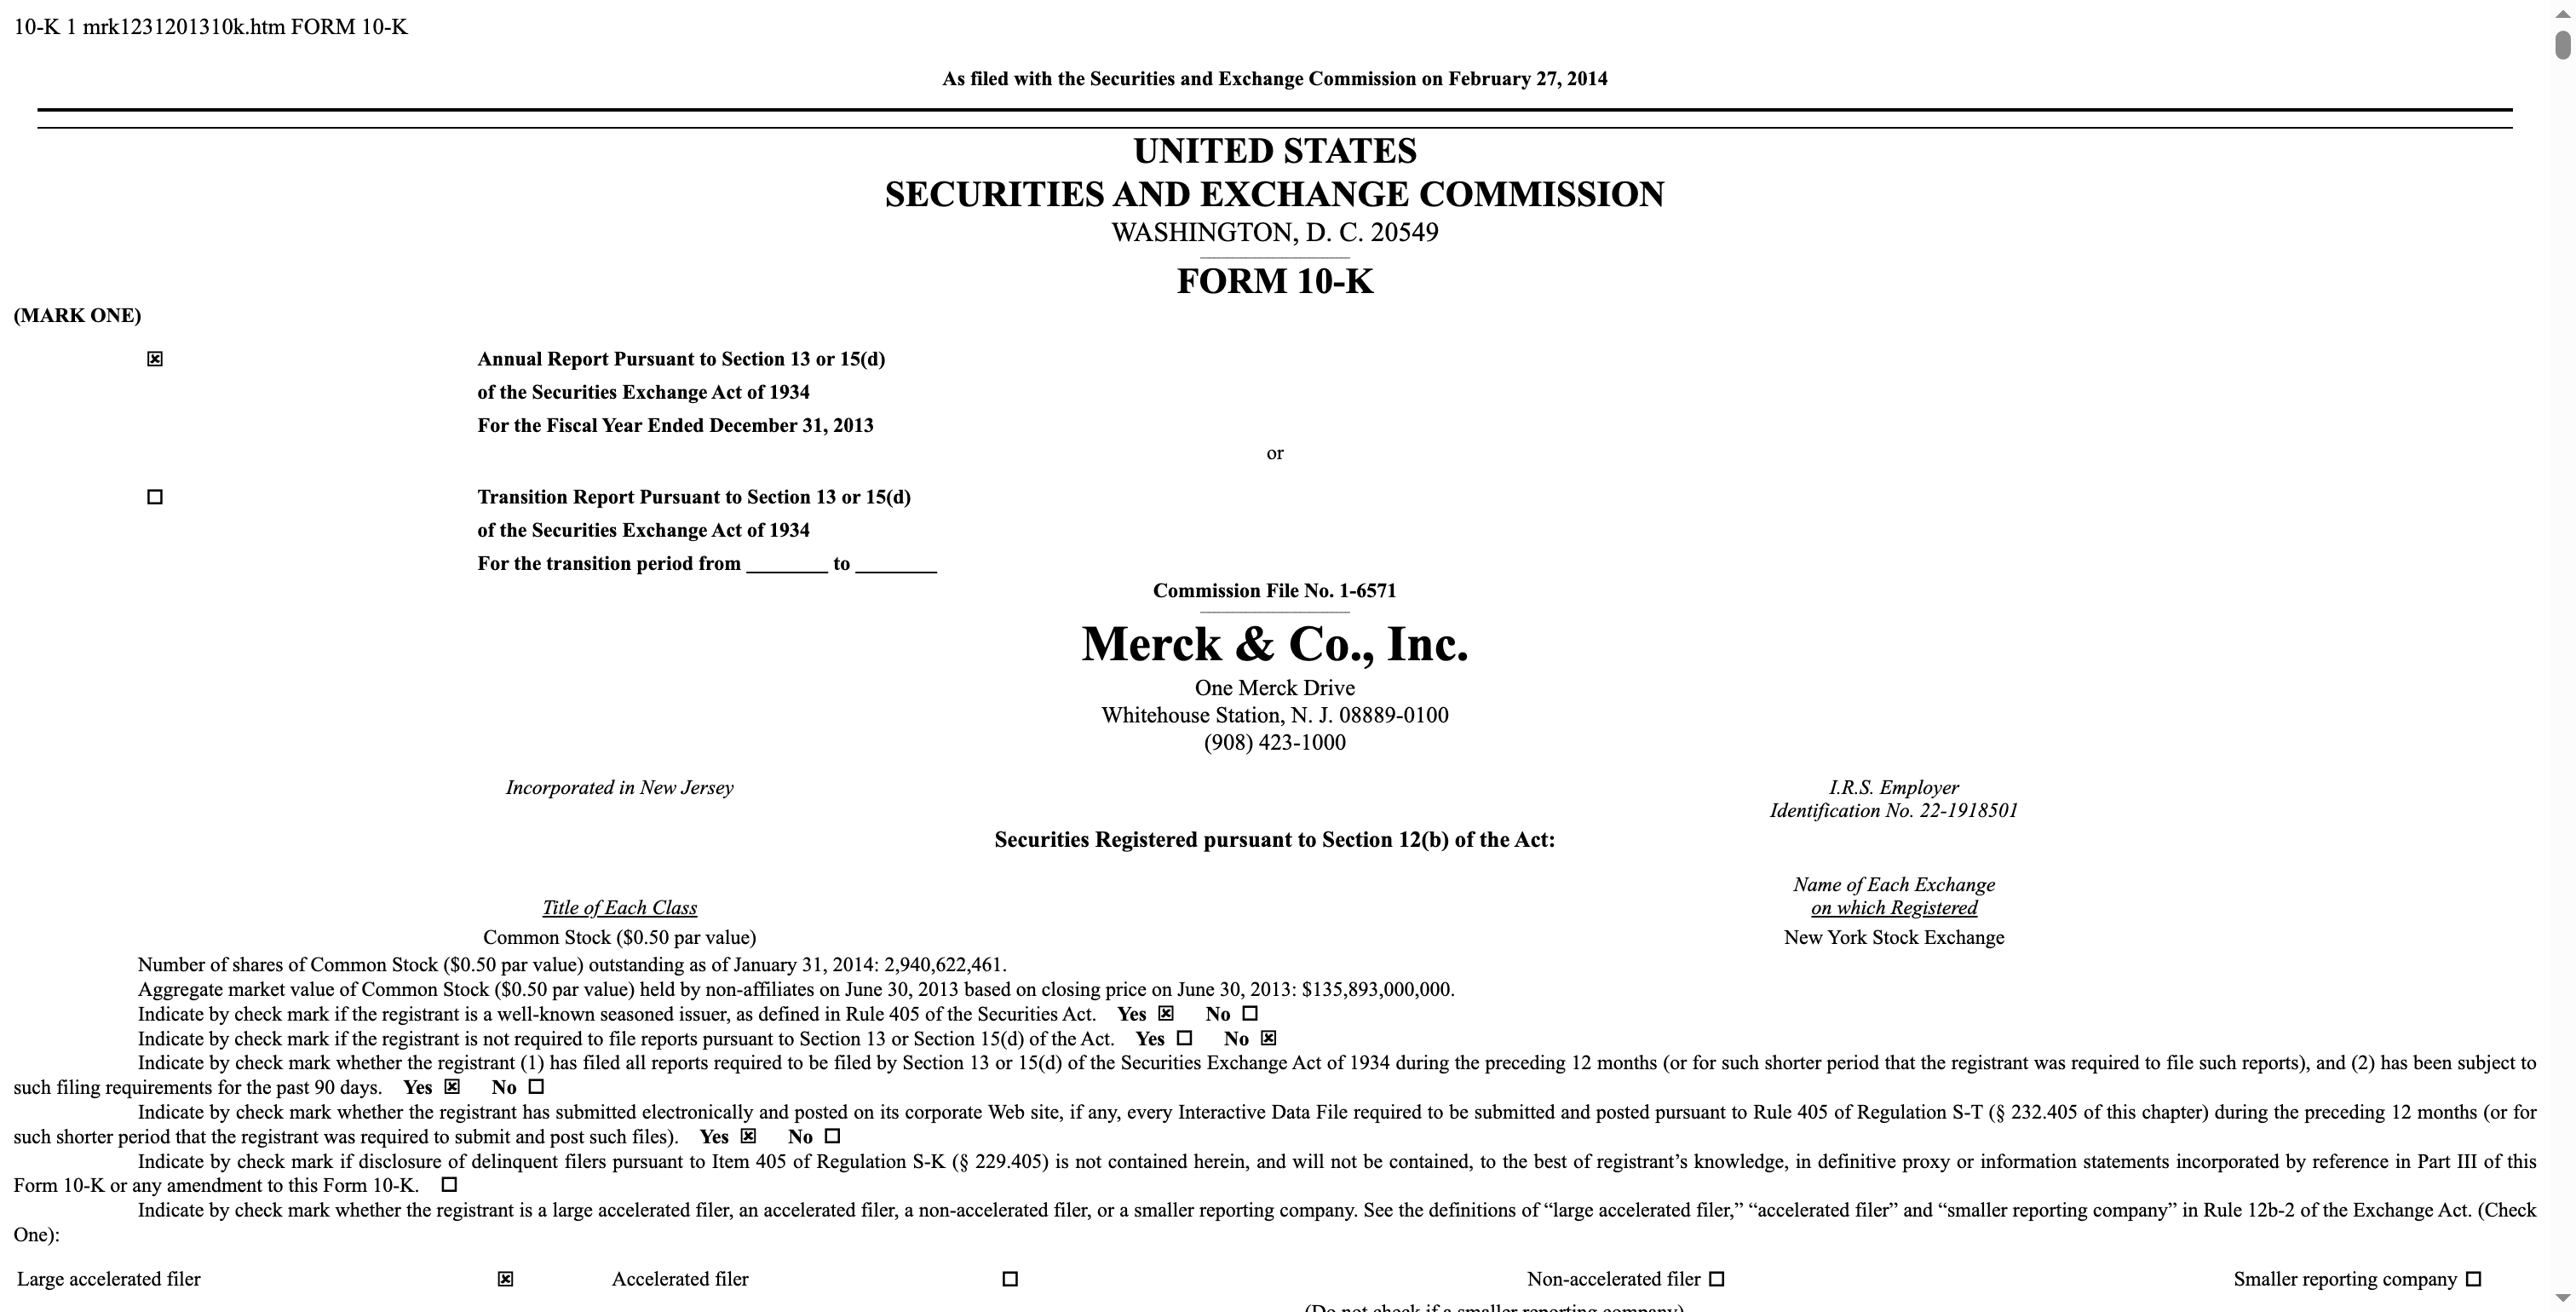 10-K 1 mrk1231201310k.htm FORM 10-K
As filed with the Securities and Exchange Commission on February 27, 2014
UNITED STATES
SECURITIES AND EXCHANGE COMMISSION
WASHINGTON, D. C. 20549
FORM 10-K
(MARK ONE)
☒ Annual Report Pursuant to Section 13 or 15(d)
of the Securities Exchange Act of 1934
For the Fiscal Year Ended December 31, 2013
or
☐ Transition Report Pursuant to Section 13 or 15(d)
of the Securities Exchange Act of 1934
For the transition period from ________ to ________
Commission File No. 1-6571
Merck & Co., Inc.
One Merck Drive
Whitehouse Station, N. J. 08889-0100
(908) 423-1000
Incorporated in New Jersey
I.R.S. Employer
Identification No. 22-1918501
Securities Registered pursuant to Section 12(b) of the Act:
Title of Each Class
Name of Each Exchange
on which Registered
Common Stock ($0.50 par value)
New York Stock Exchange
Number of shares of Common Stock ($0.50 par value) outstanding as of January 31, 2014: 2,940,622,461.
Aggregate market value of Common Stock ($0.50 par value) held by non-affiliates on June 30, 2013 based on closing price on June 30, 2013: $135,893,000,000.
Indicate by check mark if the registrant is a well-known seasoned issuer, as defined in Rule 405 of the Securities Act. Yes ☒ No ☐
Indicate by check mark if the registrant is not required to file reports pursuant to Section 13 or Section 15(d) of the Act. Yes ☐ No ☒
Indicate by check mark whether the registrant (1) has filed all reports required to be filed by Section 13 or 15(d) of the Securities Exchange Act of 1934 during the preceding 12 months (or for such shorter period that the registrant was required to file such reports), and (2) has been subject to
such filing requirements for the past 90 days. Yes ☒ No ☐
Indicate by check mark whether the registrant has submitted electronically and posted on its corporate Web site, if any, every Interactive Data File required to be submitted and posted pursuant to Rule 405 of Regulation S-T (§ 232.405 of this chapter) during the preceding 12 months (or for
such shorter period that the registrant was required to submit and post such files). Yes ☒ No ☐
Indicate by check mark if disclosure of delinquent filers pursuant to Item 405 of Regulation S-K (§ 229.405) is not contained herein, and will not be contained, to the best of registrant’s knowledge, in definitive proxy or information statements incorporated by reference in Part III of this
Form 10-K or any amendment to this Form 10-K. ☐
Indicate by check mark whether the registrant is a large accelerated filer, an accelerated filer, a non-accelerated filer, or a smaller reporting company. See the definitions of “large accelerated filer,” “accelerated filer” and “smaller reporting company” in Rule 12b-2 of the Exchange Act. (Check
One):
Large accelerated filer ☒ Accelerated filer ☐ Non-accelerated filer ☐ Smaller reporting company ☐
(Do not check if a smaller reporting company)